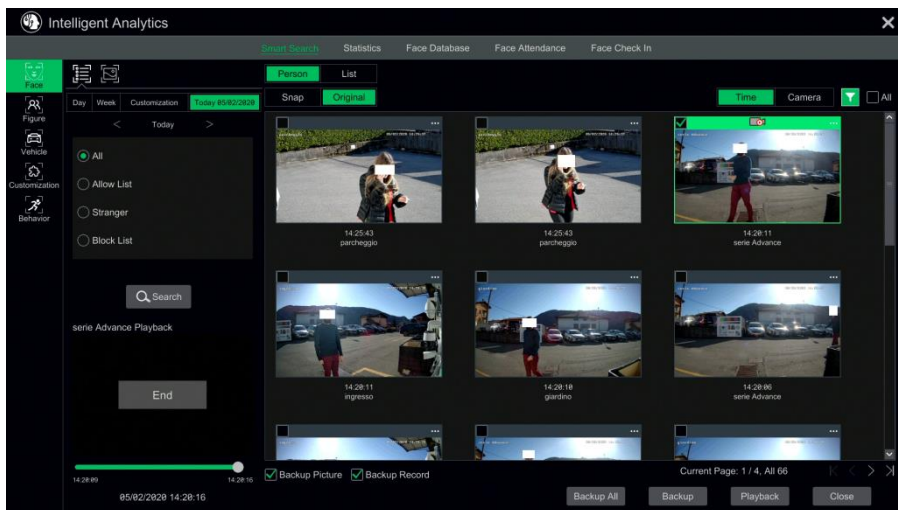 Intelligent Analytics
Smart Search Statistics Face Database Face Attendance Face Check In
Face
Figure
Vehicle
Customization
Behavior
Day Week Customization Today 05/02/2020
< Today >
All
Allow List
Stranger
Block List
Search
serie Advance Playback
End
14:20:09 14:20:16
05/02/2020 14:20:16
Person List
Snap Original
Time Camera All
14:25:43
parcheggio
14:25:43
parcheggio
14:20:11
serie Advance
14:20:11
ingresso
14:20:10
giardino
14:20:06
serie Advance
Backup Picture Backup Record
Current Page: 1 / 4, All 66
Backup All Backup Playback Close